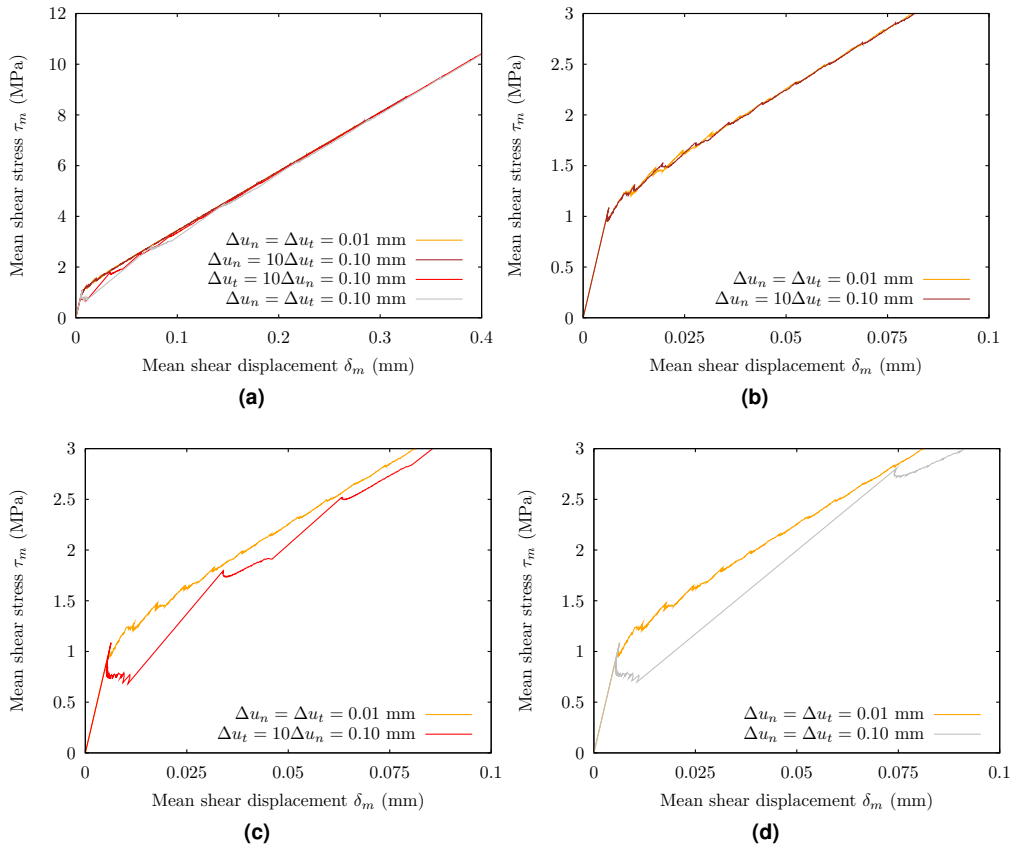 12
10
8
6
4
2
0
Mean shear stress τm (MPa)
Δun = Δut = 0.01 mm
Δun = 10Δut = 0.10 mm
Δut = 10Δun = 0.10 mm
Δun = Δut = 0.10 mm
0 0.1 0.2 0.3 0.4
Mean shear displacement δm (mm)
(a)
3
2.5
2
1.5
1
0.5
0
Mean shear stress τm (MPa)
Δun = Δut = 0.01 mm
Δun = 10Δut = 0.10 mm
0 0.025 0.05 0.075 0.1
Mean shear displacement δm (mm)
(b)
3
2.5
2
1.5
1
0.5
0
Mean shear stress τm (MPa)
Δun = Δut = 0.01 mm
Δut = 10Δun = 0.10 mm
0 0.025 0.05 0.075 0.1
Mean shear displacement δm (mm)
(c)
3
2.5
2
1.5
1
0.5
0
Mean shear stress τm (MPa)
Δun = Δut = 0.01 mm
Δun = Δut = 0.10 mm
0 0.025 0.05 0.075 0.1
Mean shear displacement δm (mm)
(d)